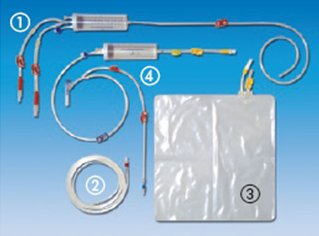 ①
④
②
③